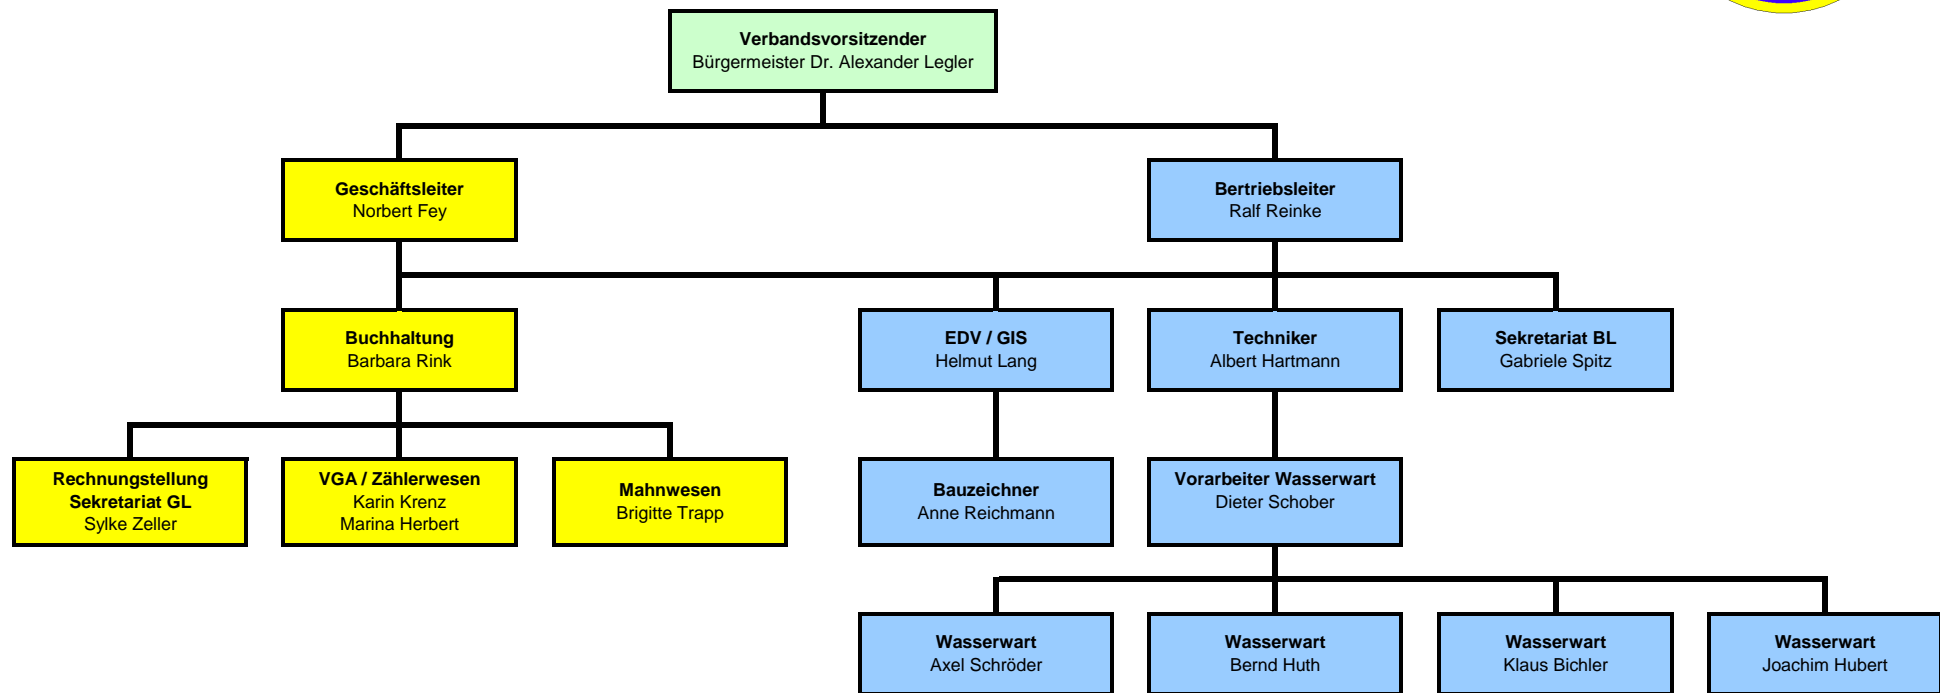 Verbandsvorsitzender
Bürgermeister Dr. Alexander Legler
Geschäftsleiter
Norbert Fey
Bertriebsleiter
Ralf Reinke
Buchhaltung
Barbara Rink
EDV / GIS
Helmut Lang
Techniker
Albert Hartmann
Sekretariat BL
Gabriele Spitz
Rechnungstellung
Sekretariat GL
Sylke Zeller
VGA / Zählerwesen
Karin Krenz
Marina Herbert
Mahnwesen
Brigitte Trapp
Bauzeichner
Anne Reichmann
Vorarbeiter Wasserwart
Dieter Schober
Wasserwart
Axel Schröder
Wasserwart
Bernd Huth
Wasserwart
Klaus Bichler
Wasserwart
Joachim Hubert